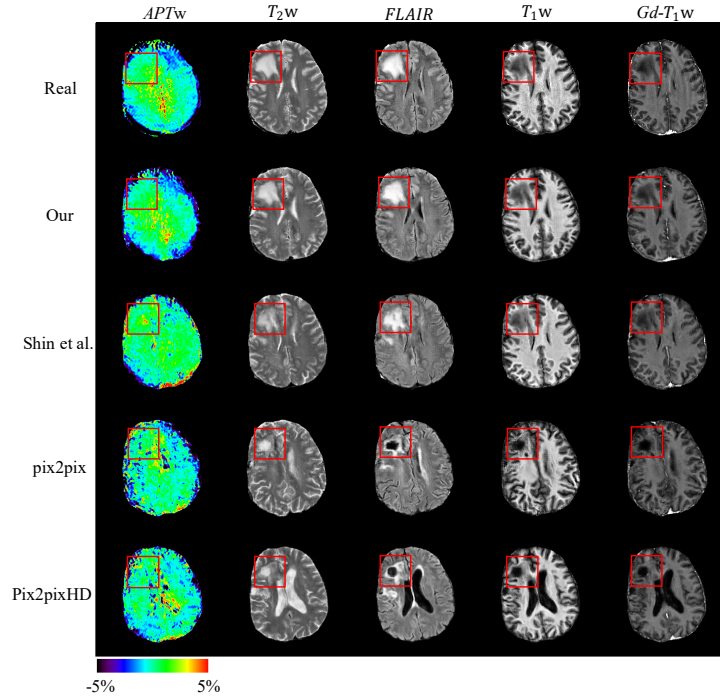 APTw T₂w FLAIR T₁w Gd-T₁w
Real
Our
Shin et al.
pix2pix
Pix2pixHD
-5% 5%